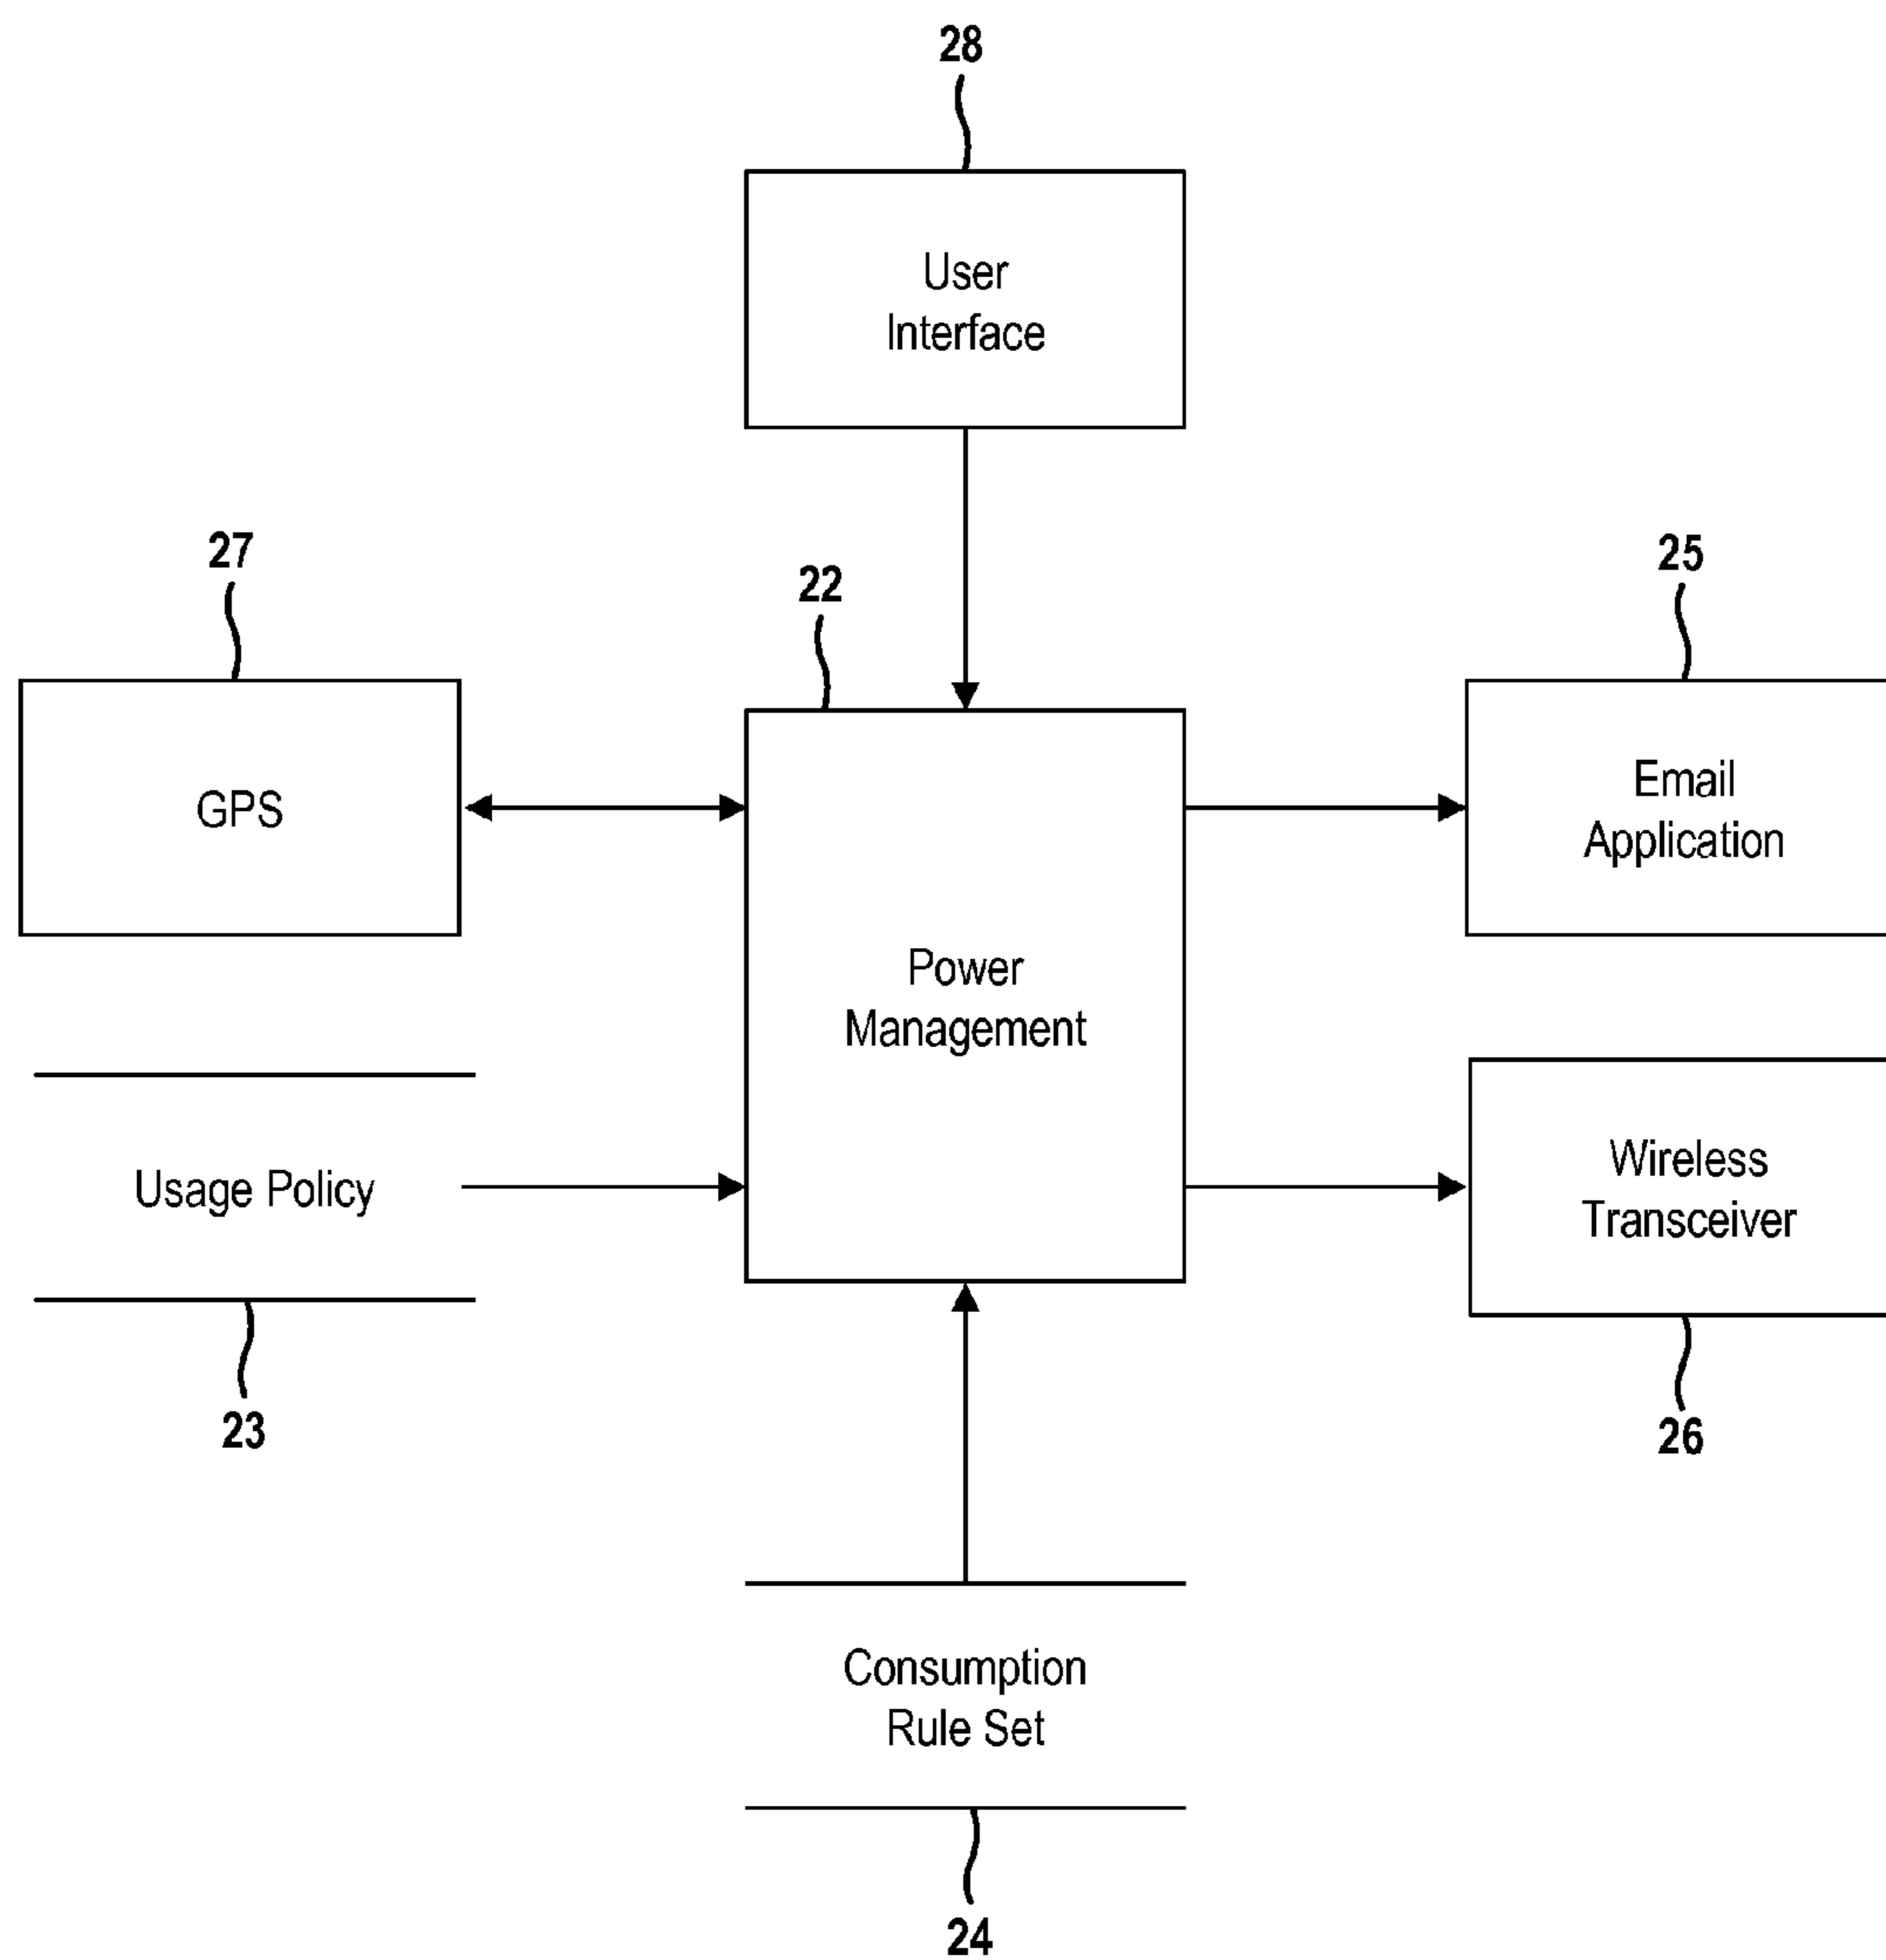 28
User
Interface
27
22
25
GPS
Email
Application
Power
Management
Usage Policy
Wireless
Transceiver
23
26
Consumption
Rule Set
24